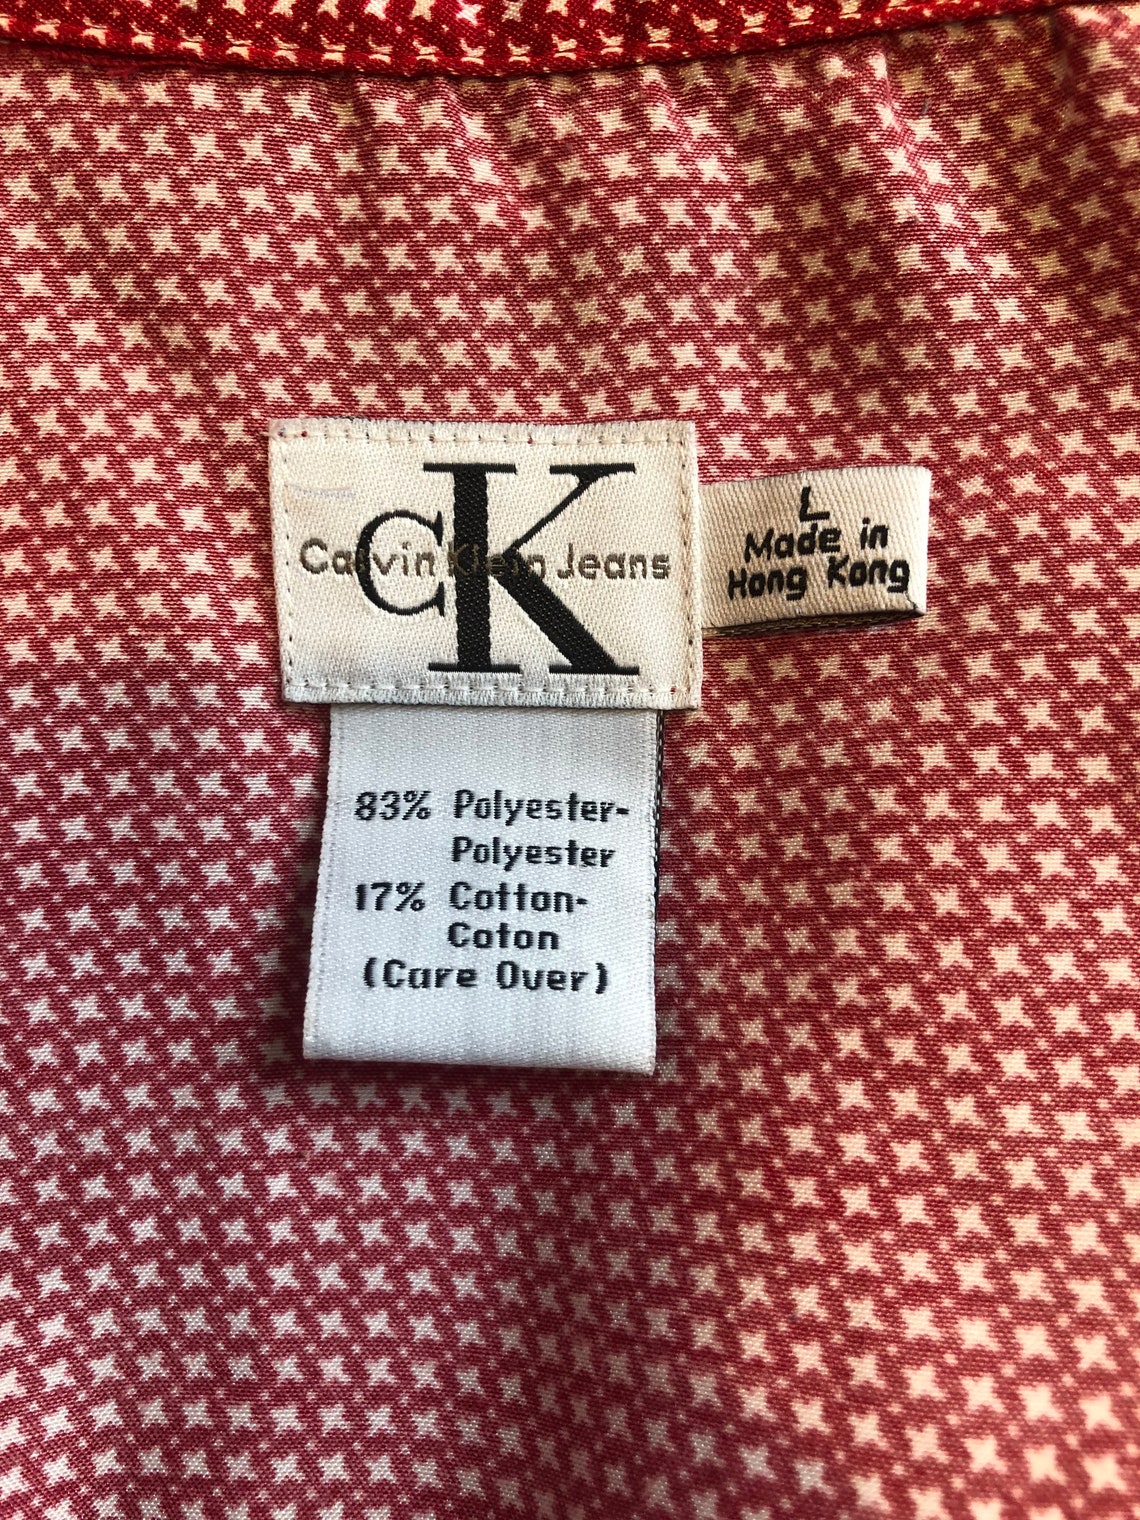 CK
Calvin Klein Jeans
L
Made in
Hong Kong
83% Polyester-
Polyester
17% Cotton-
Coton
(Care Over)